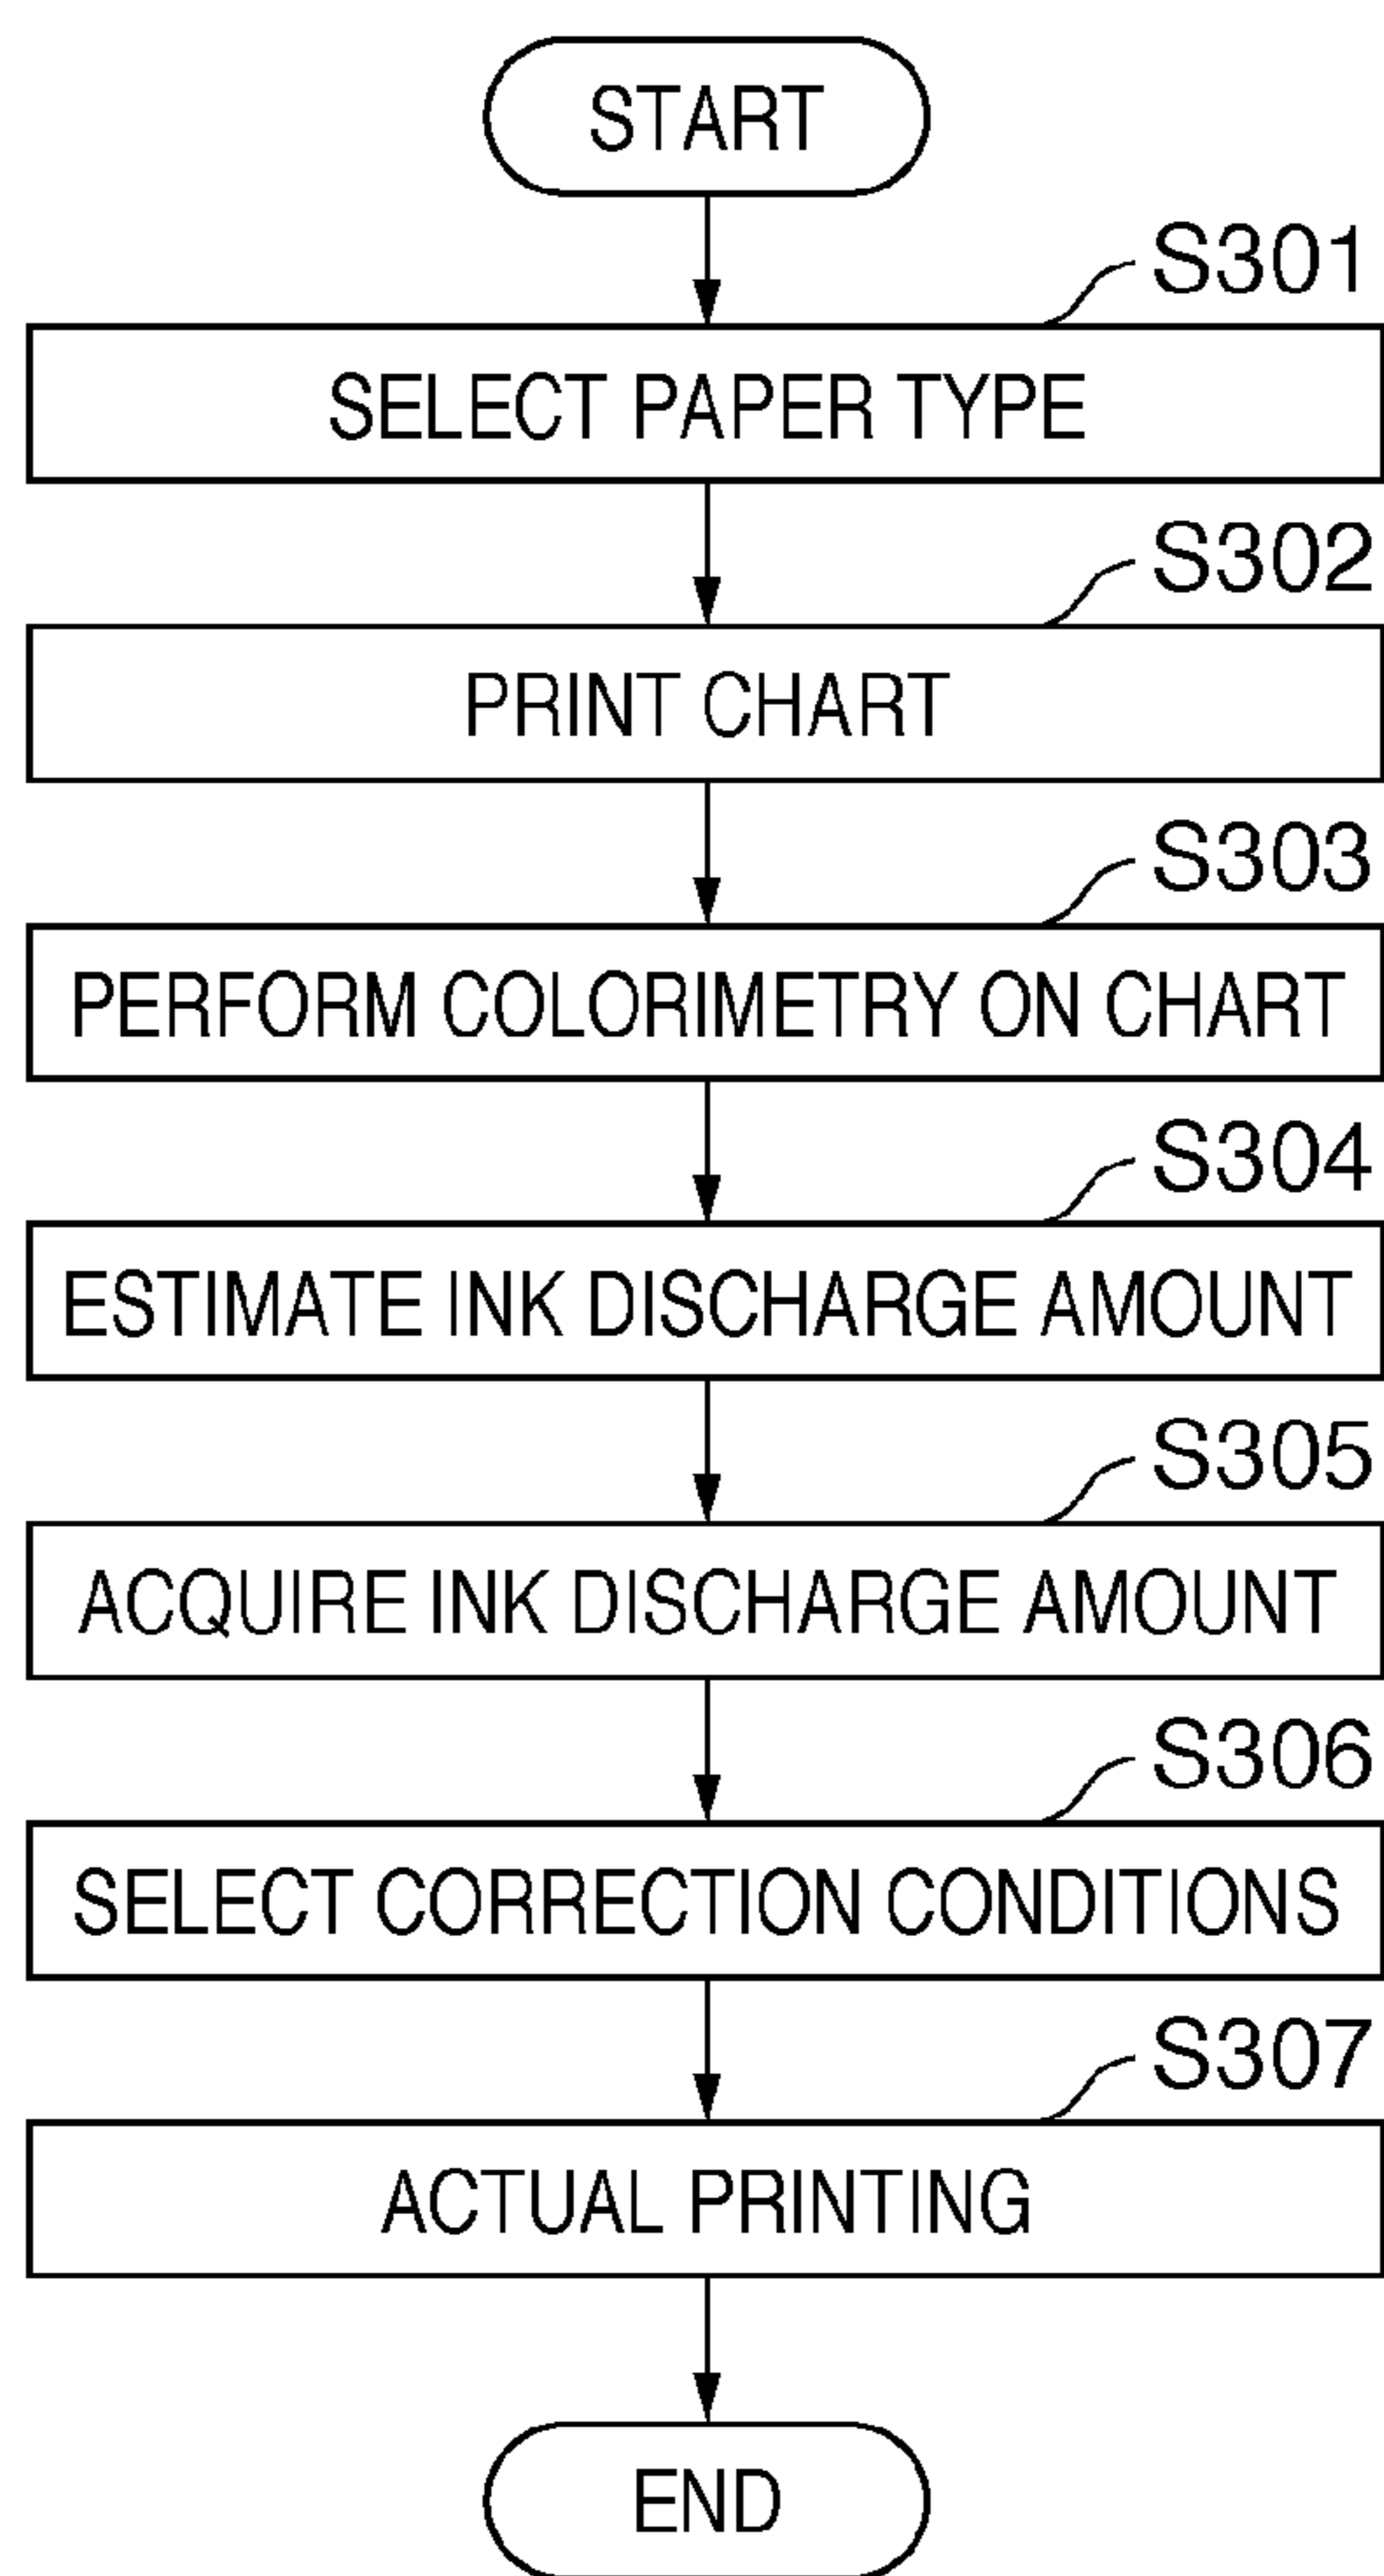 START
S301
SELECT PAPER TYPE
S302
PRINT CHART
S303
PERFORM COLORIMETRY ON CHART
S304
ESTIMATE INK DISCHARGE AMOUNT
S305
ACQUIRE INK DISCHARGE AMOUNT
S306
SELECT CORRECTION CONDITIONS
S307
ACTUAL PRINTING
END